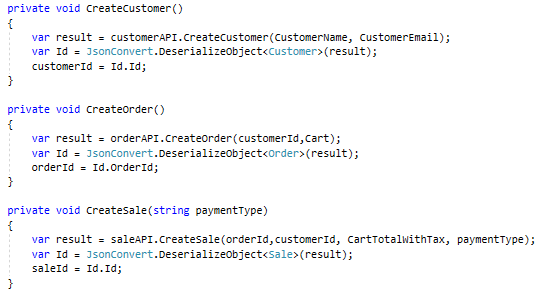 private void CreateCustomer()
{
var result = customerAPI.CreateCustomer(CustomerName, CustomerEmail);
var Id = JsonConvert.DeserializeObject<Customer>(result);
customerId = Id.Id;
}
private void CreateOrder()
{
var result = orderAPI.CreateOrder(customerId,Cart);
var Id = JsonConvert.DeserializeObject<Order>(result);
orderId = Id.OrderId;
}
private void CreateSale(string paymentType)
{
var result = saleAPI.CreateSale(orderId,customerId, CartTotalWithTax, paymentType);
var Id = JsonConvert.DeserializeObject<Sale>(result);
saleId = Id.Id;
}